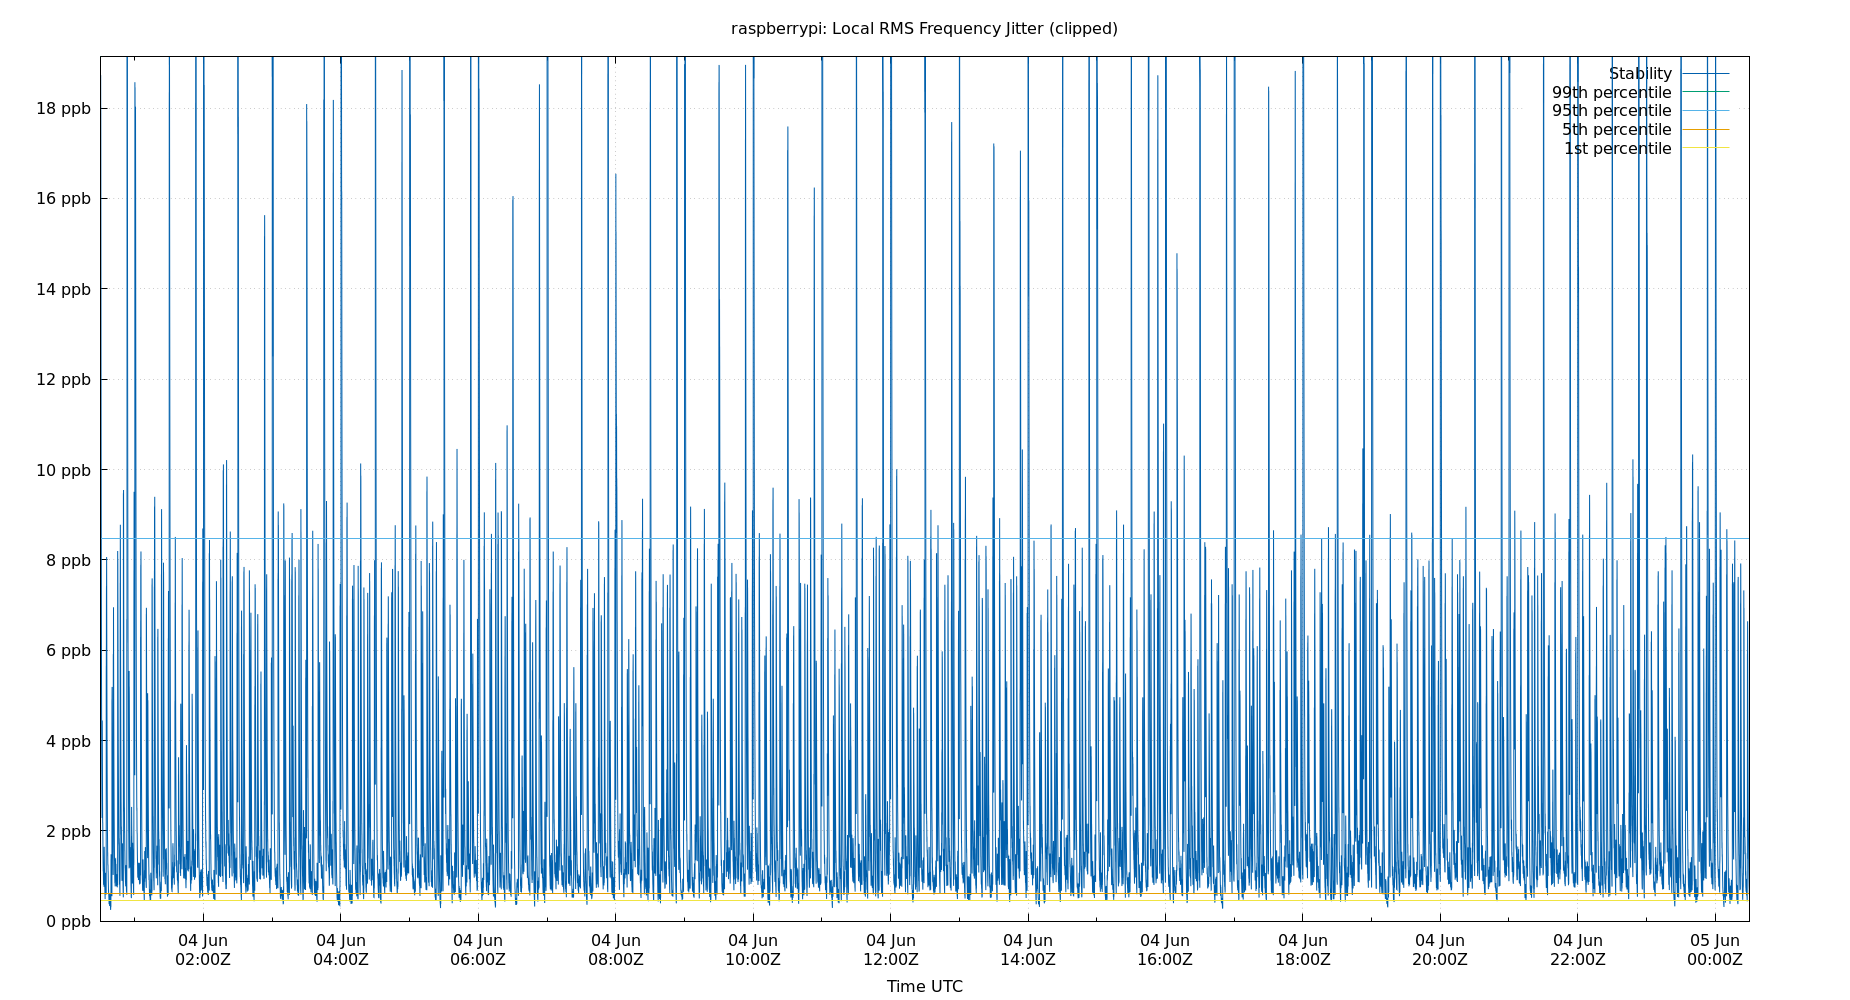 raspberrypi: Local RMS Frequency Jitter (clipped)
Stability
99th percentile
95th percentile
5th percentile
1st percentile
18 ppb
16 ppb
14 ppb
12 ppb
10 ppb
8 ppb
6 ppb
4 ppb
2 ppb
0 ppb
04 Jun 04 Jun 04 Jun 04 Jun 04 Jun 04 Jun 04 Jun 04 Jun 04 Jun 04 Jun 04 Jun 05 Jun
02:00Z 04:00Z 06:00Z 08:00Z 10:00Z 12:00Z 14:00Z 16:00Z 18:00Z 20:00Z 22:00Z 00:00Z
Time UTC